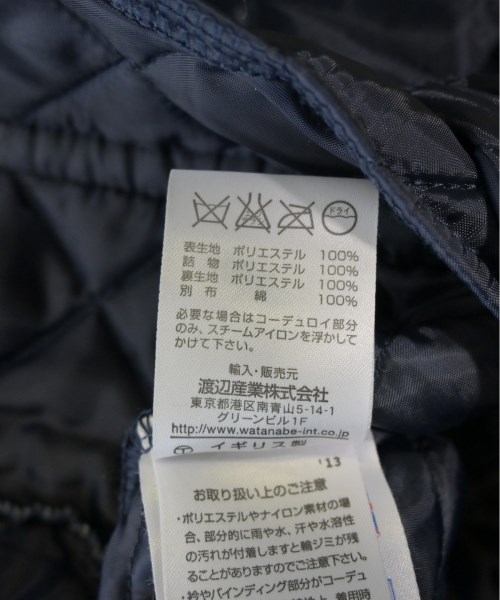 ドライ
表生地 ポリエステル 100%
詰物 ポリエステル 100%
裏生地 ポリエステル 100%
別布 綿 100%
必要な場合はコーデュロイ部分
のみ、スチームアイロンを浮かして
かけて下さい。
輸入・販売元
渡辺産業株式会社
東京都港区南青山5-14-1
グリーンビル1F
http://www.watanabe-int.co.jp
イギリス製
'13
お取り扱い上のご注意
・ポリエステルやナイロン素材の場
合、部分的に雨や水、汗や水溶性
の汚れが付着しますと輪ジミが残
ることがありますのでご注意下さい。
・衿やバインディング部分がコーデュ
着用時